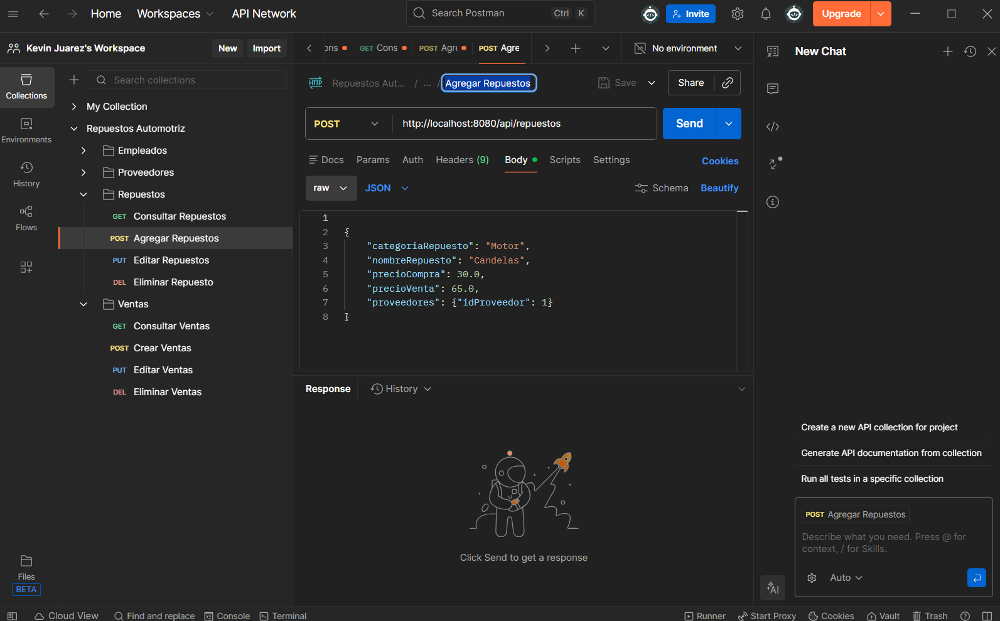 Home Workspaces API Network Search Postman Ctrl K Invite Upgrade
Kevin Juarez's Workspace New Import
ons GET Cons POST Agr POST Agre No environment
New Chat
Collections
Environments
History
Flows
Files
BETA
Search collections
My Collection
Repuestos Automotriz
Empleados
Proveedores
Repuestos
GET Consultar Repuestos
POST Agregar Repuestos
PUT Editar Repuestos
DEL Eliminar Repuesto
Ventas
GET Consultar Ventas
POST Crear Ventas
PUT Editar Ventas
DEL Eliminar Ventas
HTTP Repuestos Aut... / ... / Agregar Repuestos Save Share
POST http://localhost:8080/api/repuestos Send
Docs Params Auth Headers (9) Body Scripts Settings Cookies
raw JSON Schema Beautify
1
2 {
3 "categoriaRepuesto": "Motor",
4 "nombreRepuesto": "Candelas",
5 "precioCompra": 30.0,
6 "precioVenta": 65.0,
7 "proveedores": {"idProveedor": 1}
8 }
Response History
Click Send to get a response
Create a new API collection for project
Generate API documentation from collection
Run all tests in a specific collection
POST Agregar Repuestos
Describe what you need. Press @ for
context, / for Skills.
Auto
AI
Cloud View Find and replace Console Terminal Runner Start Proxy Cookies Vault Trash